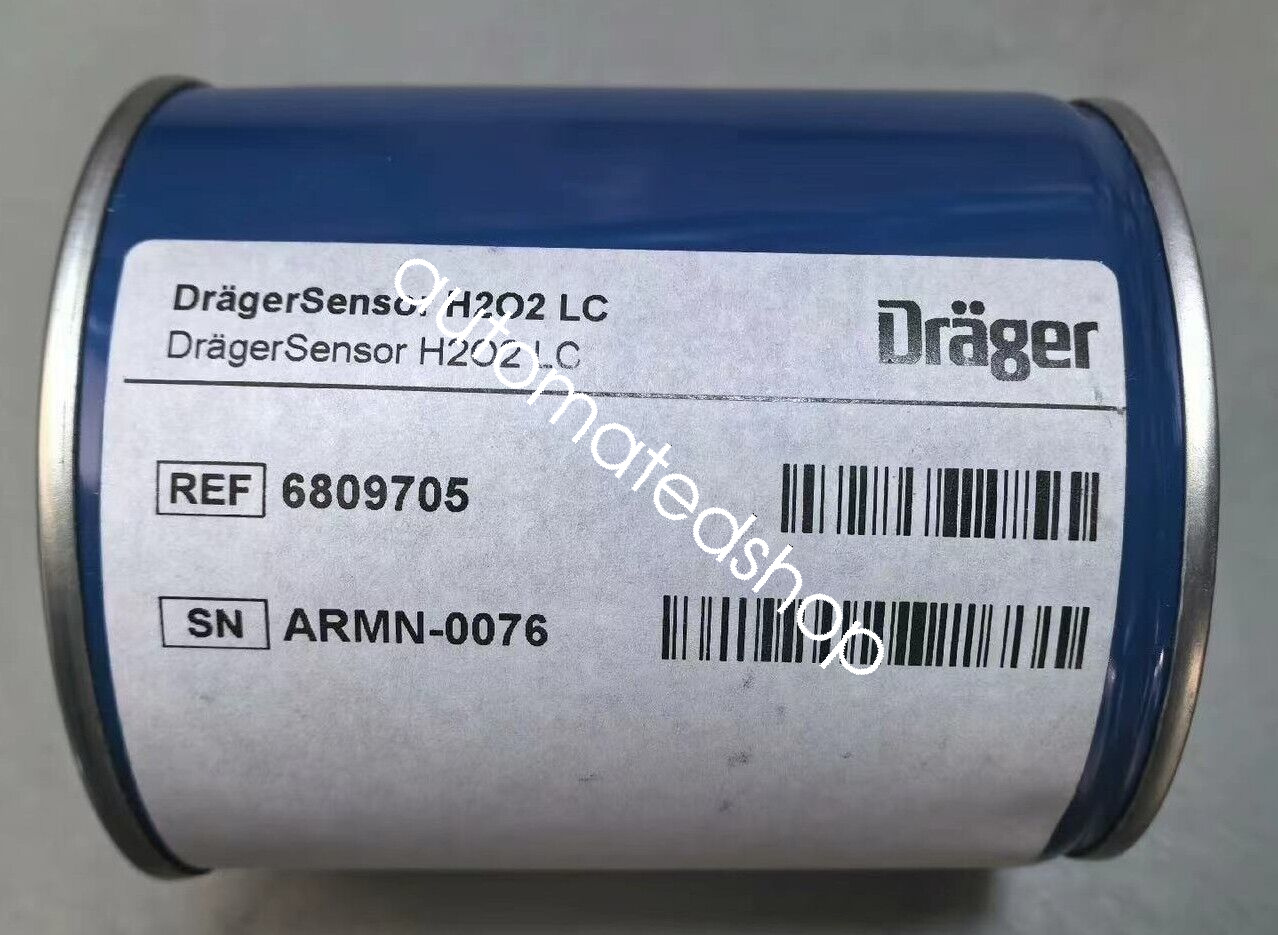 DrägerSensor H2O2 LC
DrägerSensor H2O2 LC
Dräger
REF 6809705
SN ARMN-0076
automatedshop